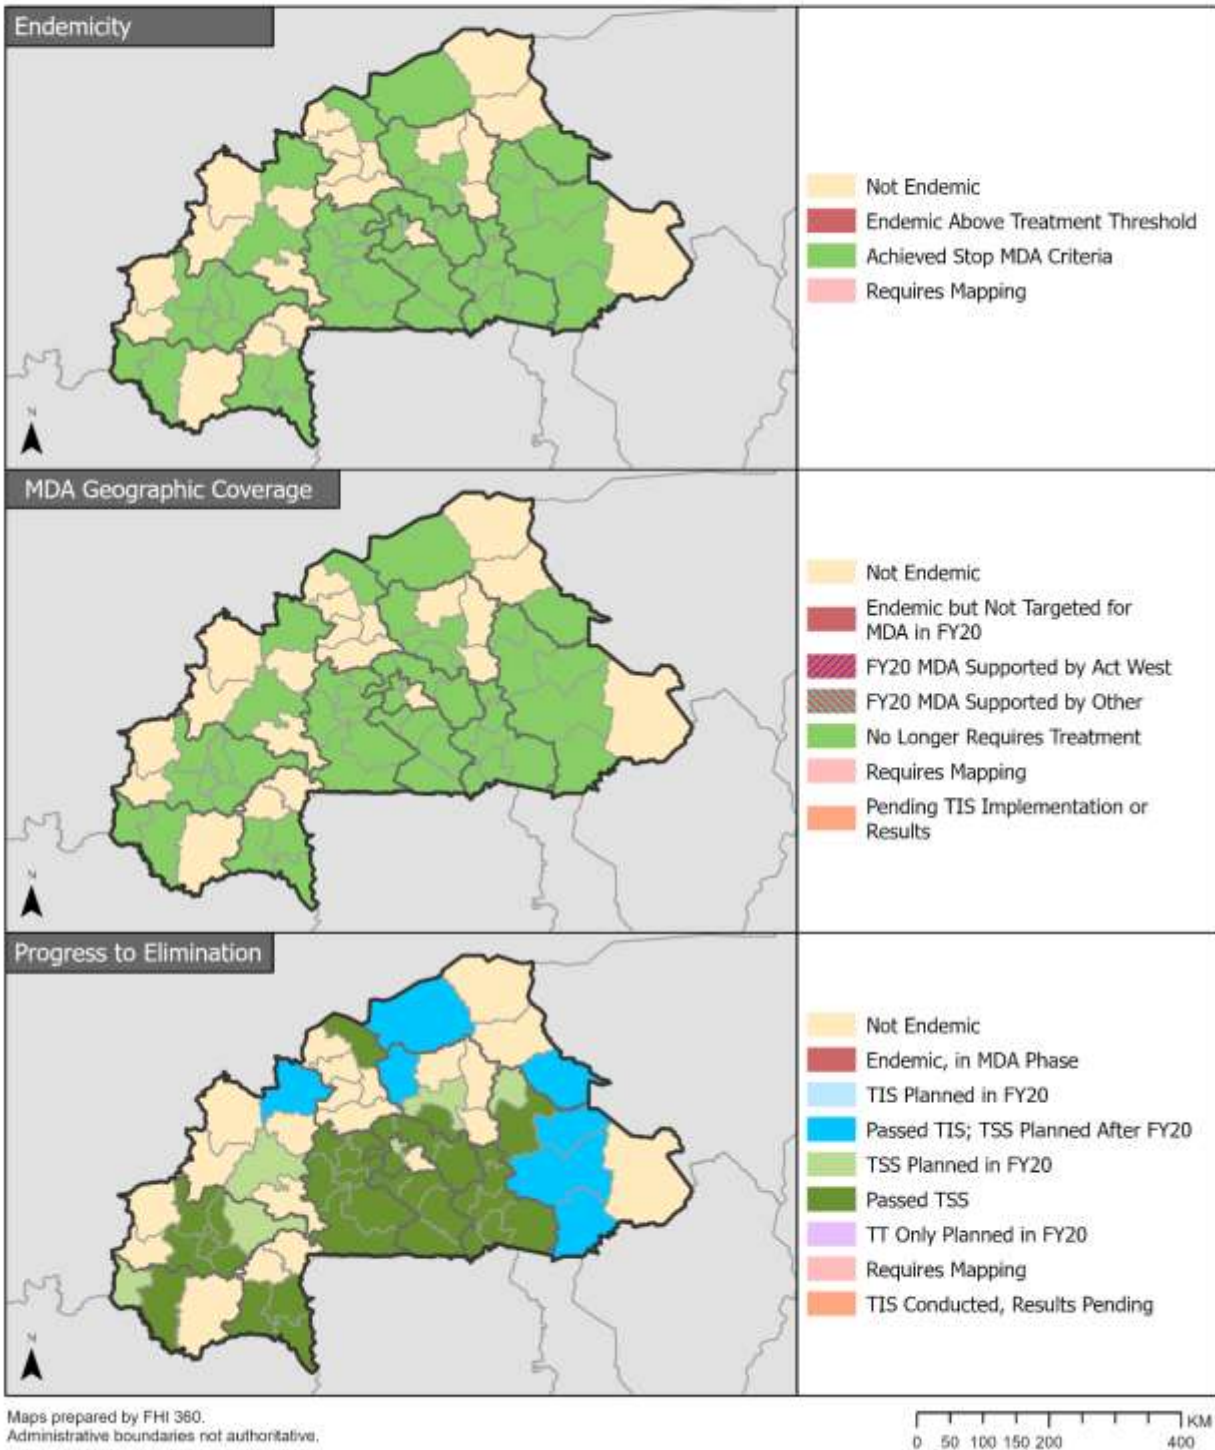 Endemicity
Not Endemic
Endemic Above Treatment Threshold
Achieved Stop MDA Criteria
Requires Mapping
N
MDA Geographic Coverage
Not Endemic
Endemic but Not Targeted for
MDA in FY20
FY20 MDA Supported by Act West
FY20 MDA Supported by Other
No Longer Requires Treatment
Requires Mapping
Pending TIS Implementation or
Results
N
Progress to Elimination
Not Endemic
Endemic, in MDA Phase
TIS Planned in FY20
Passed TIS; TSS Planned After FY20
TSS Planned in FY20
Passed TSS
TT Only Planned in FY20
Requires Mapping
TIS Conducted, Results Pending
N
Maps prepared by FHI 360.
Administrative boundaries not authoritative.
KM
0 50 100 150 200 400